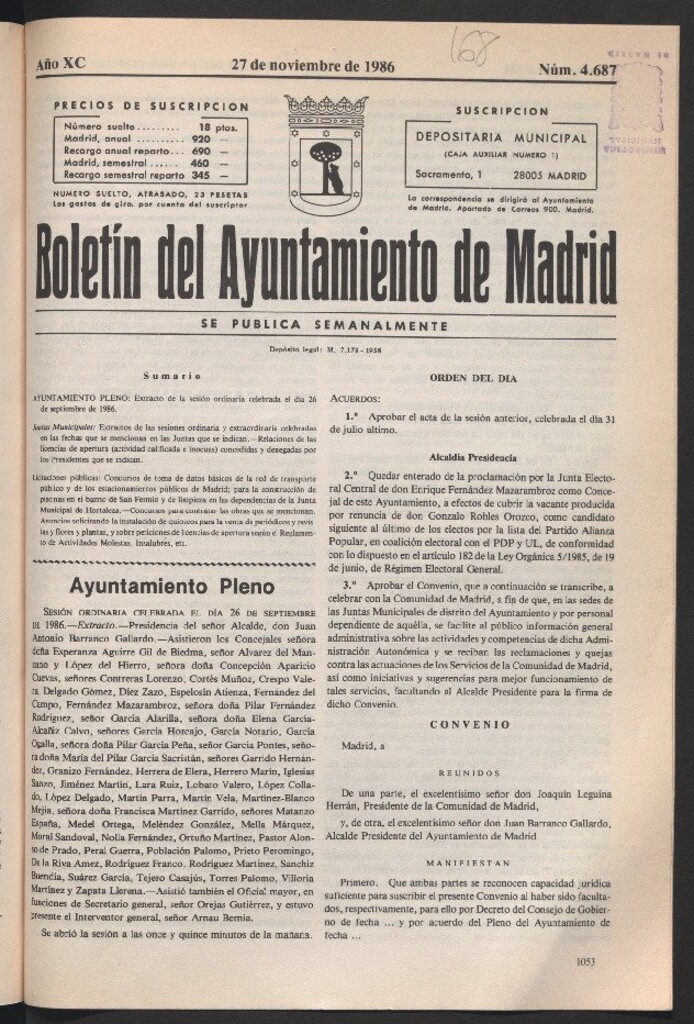 168
Año XC
27 de noviembre de 1986
Núm. 4.687
PRECIOS DE SUSCRIPCION
Número suelto.......... 18 ptas.
Madrid, anual .......... 920 —
Recargo anual reparto... 690 —
Madrid, semestral ...... 460 —
Recargo semestral reparto 345 —
NUMERO SUELTO, ATRASADO, 23 PESETAS
Los gastos de giro, por cuenta del suscriptor
SUSCRIPCION
DEPOSITARIA MUNICIPAL
(CAJA AUXILIAR NUMERO 1)
Sacramento, 1 28005 MADRID
La correspondencia se dirigirá al Ayuntamiento
de Madrid. Apartado de Correos 900. Madrid.
Boletín del Ayuntamiento de Madrid
SE PUBLICA SEMANALMENTE
Depósito legal: M. 7.178 - 1958
Sumario
AYUNTAMIENTO PLENO: Extracto de la sesión ordinaria celebrada el día 26
de septiembre de 1986.
Juntas Municipales: Extractos de las sesiones ordinaria y extraordinaria celebradas
en las fechas que se mencionan en las Juntas que se indican.—Relaciones de las
licencias de apertura (actividad calificada e inocua) concedidas y denegadas por
los Presidentes que se indican.
Licitaciones públicas: Concursos de toma de datos básicos de la red de transporte
público y de los estacionamientos públicos de Madrid; para la construcción de
piscinas en el barrio de San Fermín y de limpieza en las dependencias de la Junta
Municipal de Hortaleza.—Concursos para contratar las obras que se mencionan.
Anuncios solicitando la instalación de quioscos para la venta de periódicos y revis-
tas y flores y plantas, y sobre peticiones de licencias de apertura según el Reglamen-
to de Actividades Molestas, Insalubres, etc.
Ayuntamiento Pleno
SESIÓN ORDINARIA CELEBRADA EL DÍA 26 DE SEPTIEMBRE
DE 1986.—Extracto.—Presidencia del señor Alcalde, don Juan
Antonio Barranco Gallardo.—Asistieron los Concejales señora
doña Esperanza Aguirre Gil de Biedma, señor Alvarez del Man-
zano y López del Hierro, señora doña Concepción Aparicio
Cuevas, señores Contreras Lorenzo, Cortés Muñoz, Crespo Vale-
ra, Delgado Gómez, Díez Zazo, Espelosín Atienza, Fernández del
Campo, Fernández Mazarambroz, señora doña Pilar Fernández
Rodríguez, señor García Alarilla, señora doña Elena García-
Alcañiz Calvo, señores García Horcajo, García Notario, García
Ogalla, señora doña Pilar García Peña, señor García Pontes, seño-
ra doña María del Pilar García Sacristán, señores Garrido Hernán-
dez, Granizo Fernández, Herrera de Elera, Herrero Marín, Iglesias
Sanzo, Jiménez Martín, Lara Ruiz, Lobato Valero, López Colla-
do, López Delgado, Martín Parra, Martín Vela, Martínez-Blanco
Mejía, señora doña Francisca Martínez Garrido, señores Matanzo
España, Medel Ortega, Meléndez González, Mella Márquez,
Moral Sandoval, Nolla Fernández, Ortuño Martínez, Pastor Alon-
so de Prado, Peral Guerra, Población Palomo, Prieto Peromingo,
De la Riva Amez, Rodríguez Franco, Rodríguez Martínez, Sanchiz
Buendía, Suárez García, Tejero Casajús, Torres Palomo, Villoria
Martínez y Zapata Llerena.—Asistió también el Oficial mayor, en
funciones de Secretario general, señor Orejas Gutiérrez, y estuvo
presente el Interventor general, señor Arnau Bernia.
Se abrió la sesión a las once y quince minutos de la mañana.
ORDEN DEL DIA
ACUERDOS:
1.º Aprobar el acta de la sesión anterior, celebrada el día 31
de julio último.
Alcaldía Presidencia
2.º Quedar enterado de la proclamación por la Junta Electo-
ral Central de don Enrique Fernández Mazarambroz como Conce-
jal de este Ayuntamiento, a efectos de cubrir la vacante producida
por renuncia de don Gonzalo Robles Orozco, como candidato
siguiente al último de los electos por la lista del Partido Alianza
Popular, en coalición electoral con el PDP y UL, de conformidad
con lo dispuesto en el artículo 182 de la Ley Orgánica 5/1985, de 19
de junio, de Régimen Electoral General.
3.º Aprobar el Convenio, que a continuación se transcribe, a
celebrar con la Comunidad de Madrid, a fin de que, en las sedes de
las Juntas Municipales de distrito del Ayuntamiento y por personal
dependiente de aquélla, se facilite al público información general
administrativa sobre las actividades y competencias de dicha Admi-
nistración Autonómica y se reciban las reclamaciones y quejas
contra las actuaciones de los Servicios de la Comunidad de Madrid,
así como iniciativas y sugerencias para mejor funcionamiento de
tales servicios, facultando al Alcalde Presidente para la firma de
dicho Convenio.
CONVENIO
Madrid, a
REUNIDOS
De una parte, el excelentísimo señor don Joaquín Leguina
Herrán, Presidente de la Comunidad de Madrid,
y, de otra, el excelentísimo señor don Juan Barranco Gallardo,
Alcalde Presidente del Ayuntamiento de Madrid
MANIFIESTAN
Primero. Que ambas partes se reconocen capacidad jurídica
suficiente para suscribir el presente Convenio al haber sido faculta-
dos, respectivamente, para ello por Decreto del Consejo de Gobier-
no de fecha ... y por acuerdo del Pleno del Ayuntamiento de
fecha ...
1053